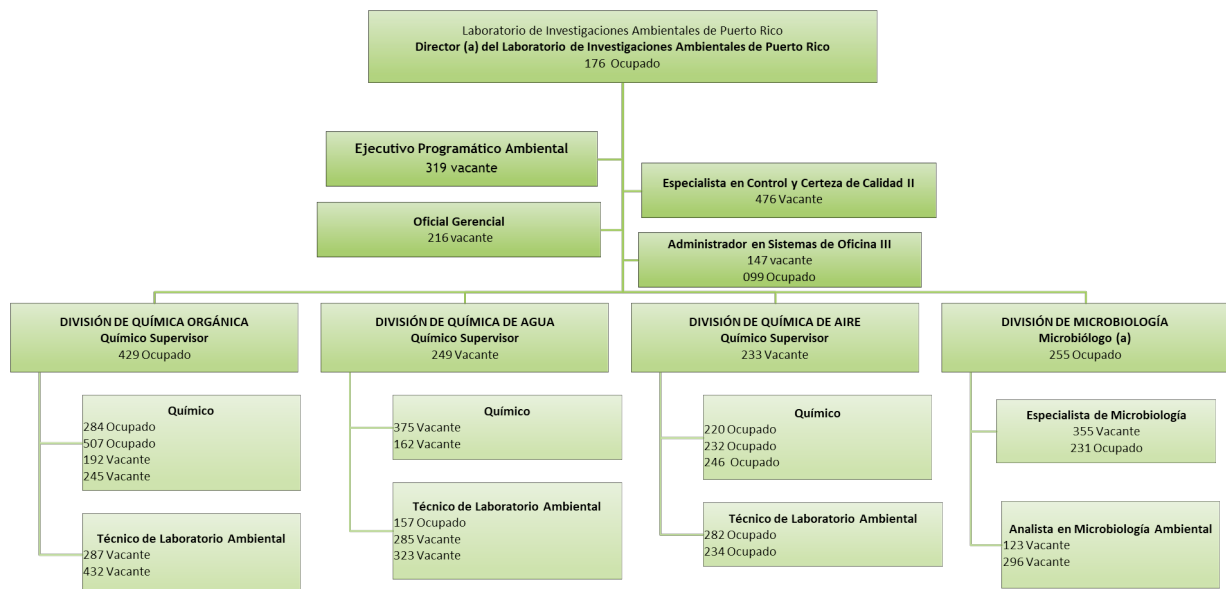 Laboratorio de Investigaciones Ambientales de Puerto Rico
Director (a) del Laboratorio de Investigaciones Ambientales de Puerto Rico
176 Ocupado
Ejecutivo Programático Ambiental
319 vacante
Especialista en Control y Certeza de Calidad II
476 Vacante
Oficial Gerencial
216 vacante
Administrador en Sistemas de Oficina III
147 vacante
099 Ocupado
DIVISIÓN DE QUÍMICA ORGÁNICA
Químico Supervisor
429 Ocupado
Químico
284 Ocupado
507 Ocupado
192 Vacante
245 Vacante
Técnico de Laboratorio Ambiental
287 Vacante
432 Vacante
DIVISIÓN DE QUÍMICA DE AGUA
Químico Supervisor
249 Vacante
Químico
375 Vacante
162 Vacante
Técnico de Laboratorio Ambiental
157 Ocupado
285 Vacante
323 Vacante
DIVISIÓN DE QUÍMICA DE AIRE
Químico Supervisor
233 Vacante
Químico
220 Ocupado
232 Ocupado
246 Ocupado
Técnico de Laboratorio Ambiental
282 Ocupado
234 Ocupado
DIVISIÓN DE MICROBIOLOGÍA
Microbiólogo (a)
255 Ocupado
Especialista de Microbiología
355 Vacante
231 Ocupado
Analista en Microbiología Ambiental
123 Vacante
296 Vacante